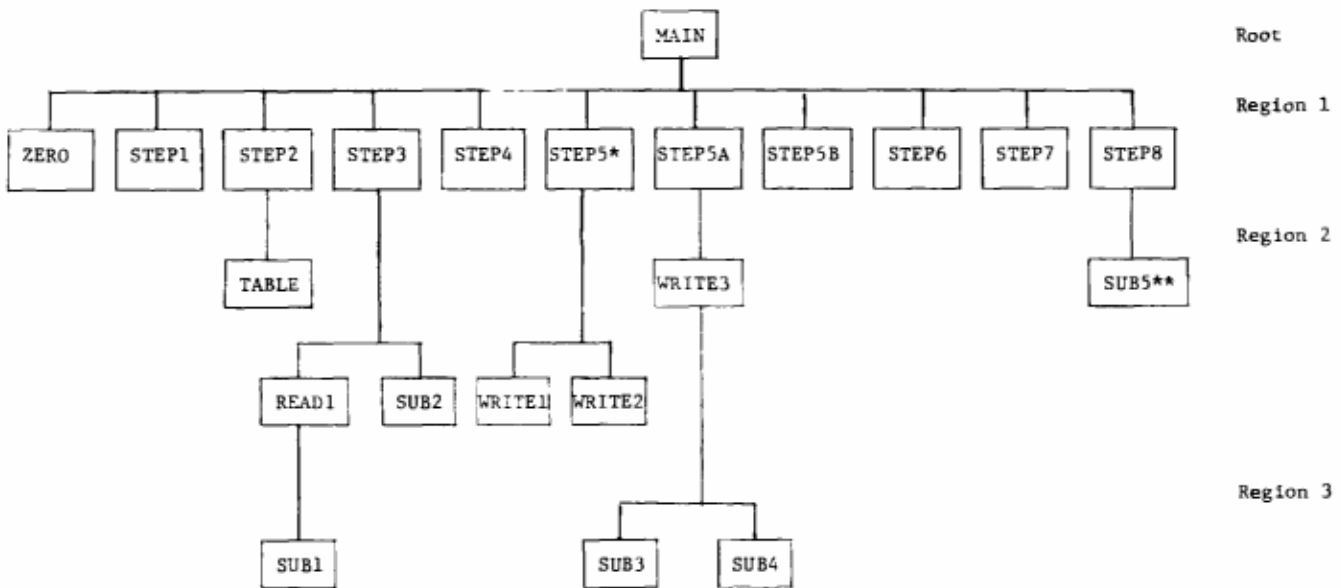 MAIN
Root
Region 1
ZERO STEP1 STEP2 STEP3 STEP4 STEP5* STEP5A STEP5B STEP6 STEP7 STEP8
Region 2
TABLE WRITE3 SUB5**
READ1 SUB2 WRITE1 WRITE2
Region 3
SUB1 SUB3 SUB4